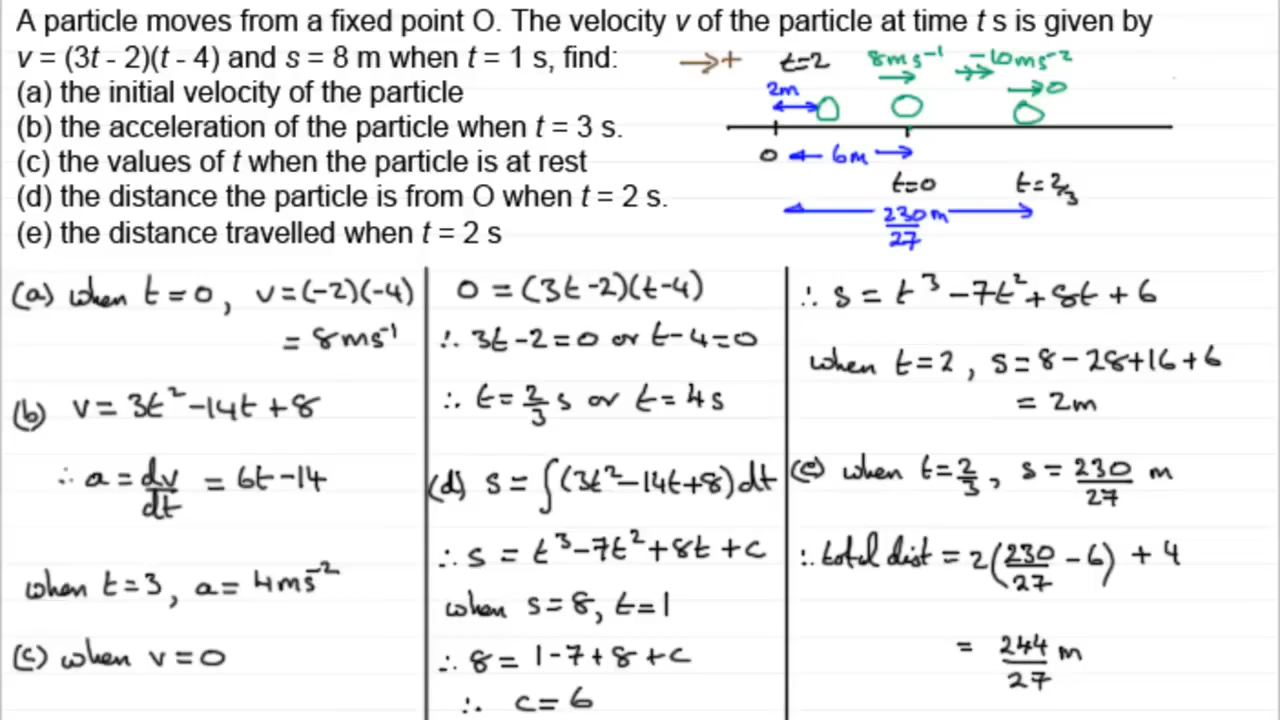 A particle moves from a fixed point O. The velocity v of the particle at time t s is given by
v = (3t - 2)(t - 4) and s = 8 m when t = 1 s, find:
(a) the initial velocity of the particle
(b) the acceleration of the particle when t = 3 s.
(c) the values of t when the particle is at rest
(d) the distance the particle is from O when t = 2 s.
(e) the distance travelled when t = 2 s
→+
t=2
8ms⁻¹
-10ms⁻²
2m
→0
0
← 6m →
t=0
t=2/3
230/27 m
(a) when t=0, v=(-2)(-4)
= 8ms⁻¹
(b) v = 3t² - 14t + 8
∴ a = dv/dt = 6t - 14
when t=3, a = 4ms⁻²
(c) when v=0
0 = (3t-2)(t-4)
∴ 3t-2=0 or t-4=0
∴ t = 2/3 s or t = 4s
(d) s = ∫(3t²-14t+8)dt
∴ s = t³ - 7t² + 8t + c
when s=8, t=1
∴ 8 = 1-7+8+c
∴ c = 6
∴ s = t³ - 7t² + 8t + 6
when t=2, s = 8-28+16+6
= 2m
(e) when t=2/3, s = 230/27 m
∴ total dist = 2(230/27 - 6) + 4
= 244/27 m